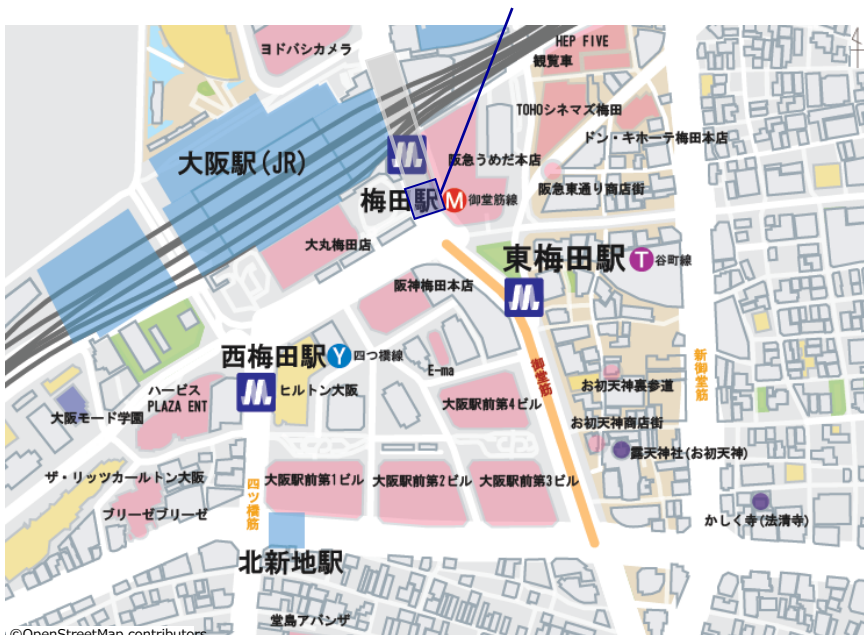 HEP FIVE
観覧車
ヨドバシカメラ
TOHOシネマズ梅田
ドン・キホーテ梅田本店
大阪駅(JR)
阪急うめだ本店
阪急東通り商店街
梅田駅
M
御堂筋線
大丸梅田店
東梅田駅
T
谷町線
阪神梅田本店
西梅田駅
Y
四つ橋線
E-ma
新御堂筋
御堂筋
ハービス
PLAZA ENT
ヒルトン大阪
お初天神裏参道
大阪モード学園
大阪駅前第4ビル
お初天神商店街
露天神社(お初天神)
ザ・リッツカールトン大阪
大阪駅前第1ビル
大阪駅前第2ビル
大阪駅前第3ビル
四ツ橋筋
ブリーゼブリーゼ
かしく寺(法清寺)
北新地駅
堂島アバンザ
©OpenStreetMap contributors